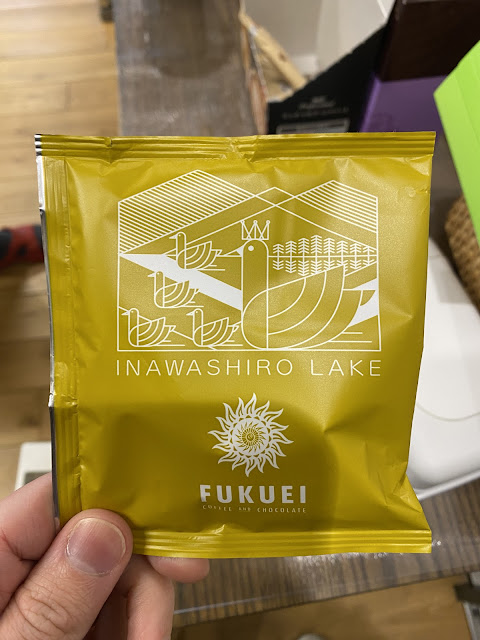 INAWASHIRO LAKE
FUKUEI
COFFEE AND CHOCOLATE